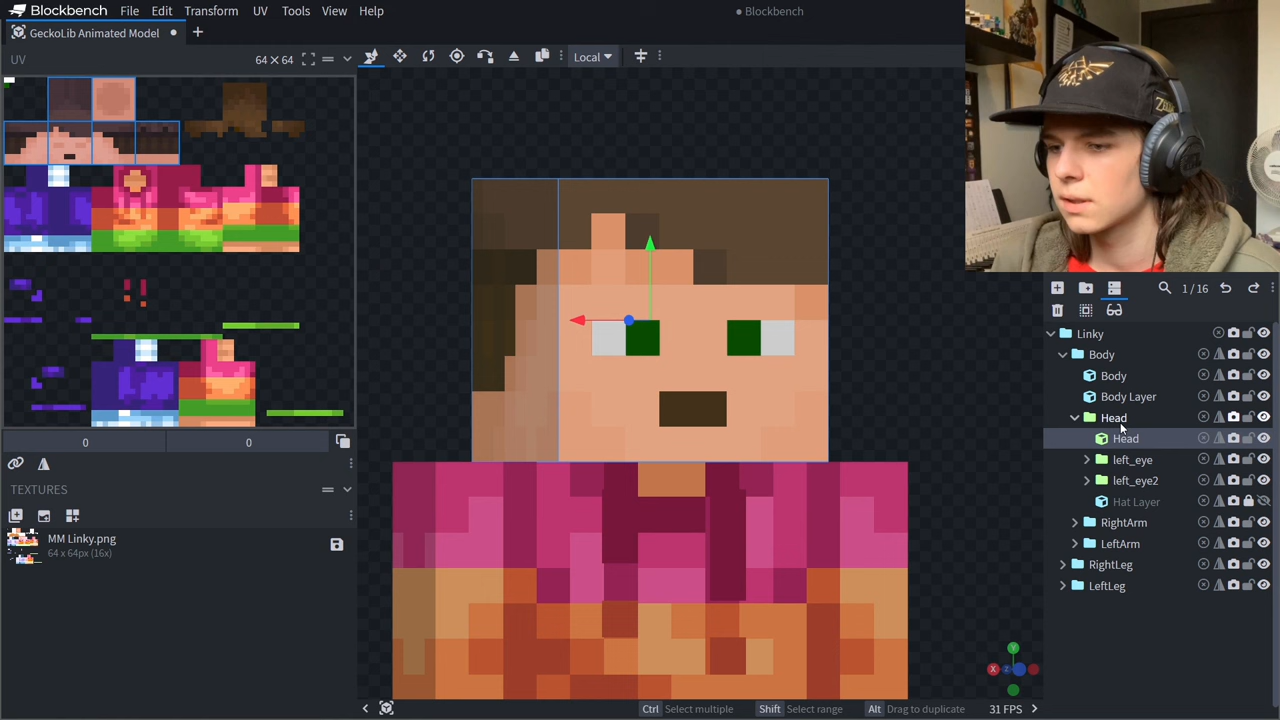 Blockbench File Edit Transform UV Tools View Help Blockbench
GeckoLib Animated Model
UV 64×64
Local
1 / 16
Linky
Body
Body
Body Layer
Head
Head
left_eye
left_eye2
Hat Layer
RightArm
LeftArm
RightLeg
LeftLeg
0 0
TEXTURES
MM Linky.png
64 x 64px (16x)
Ctrl Select multiple Shift Select range Alt Drag to duplicate 31 FPS
Y
X
Z